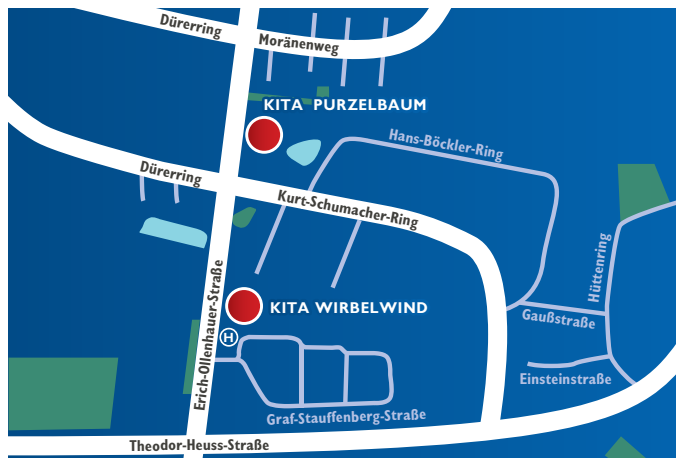 Dürerring
Moränenweg
KITA PURZELBAUM
Hans-Böckler-Ring
Dürerring
Kurt-Schumacher-Ring
Hüttenring
Erich-Ollenhauer-Straße
KITA WIRBELWIND
Gaußstraße
H
Einsteinstraße
Graf-Stauffenberg-Straße
Theodor-Heuss-Straße